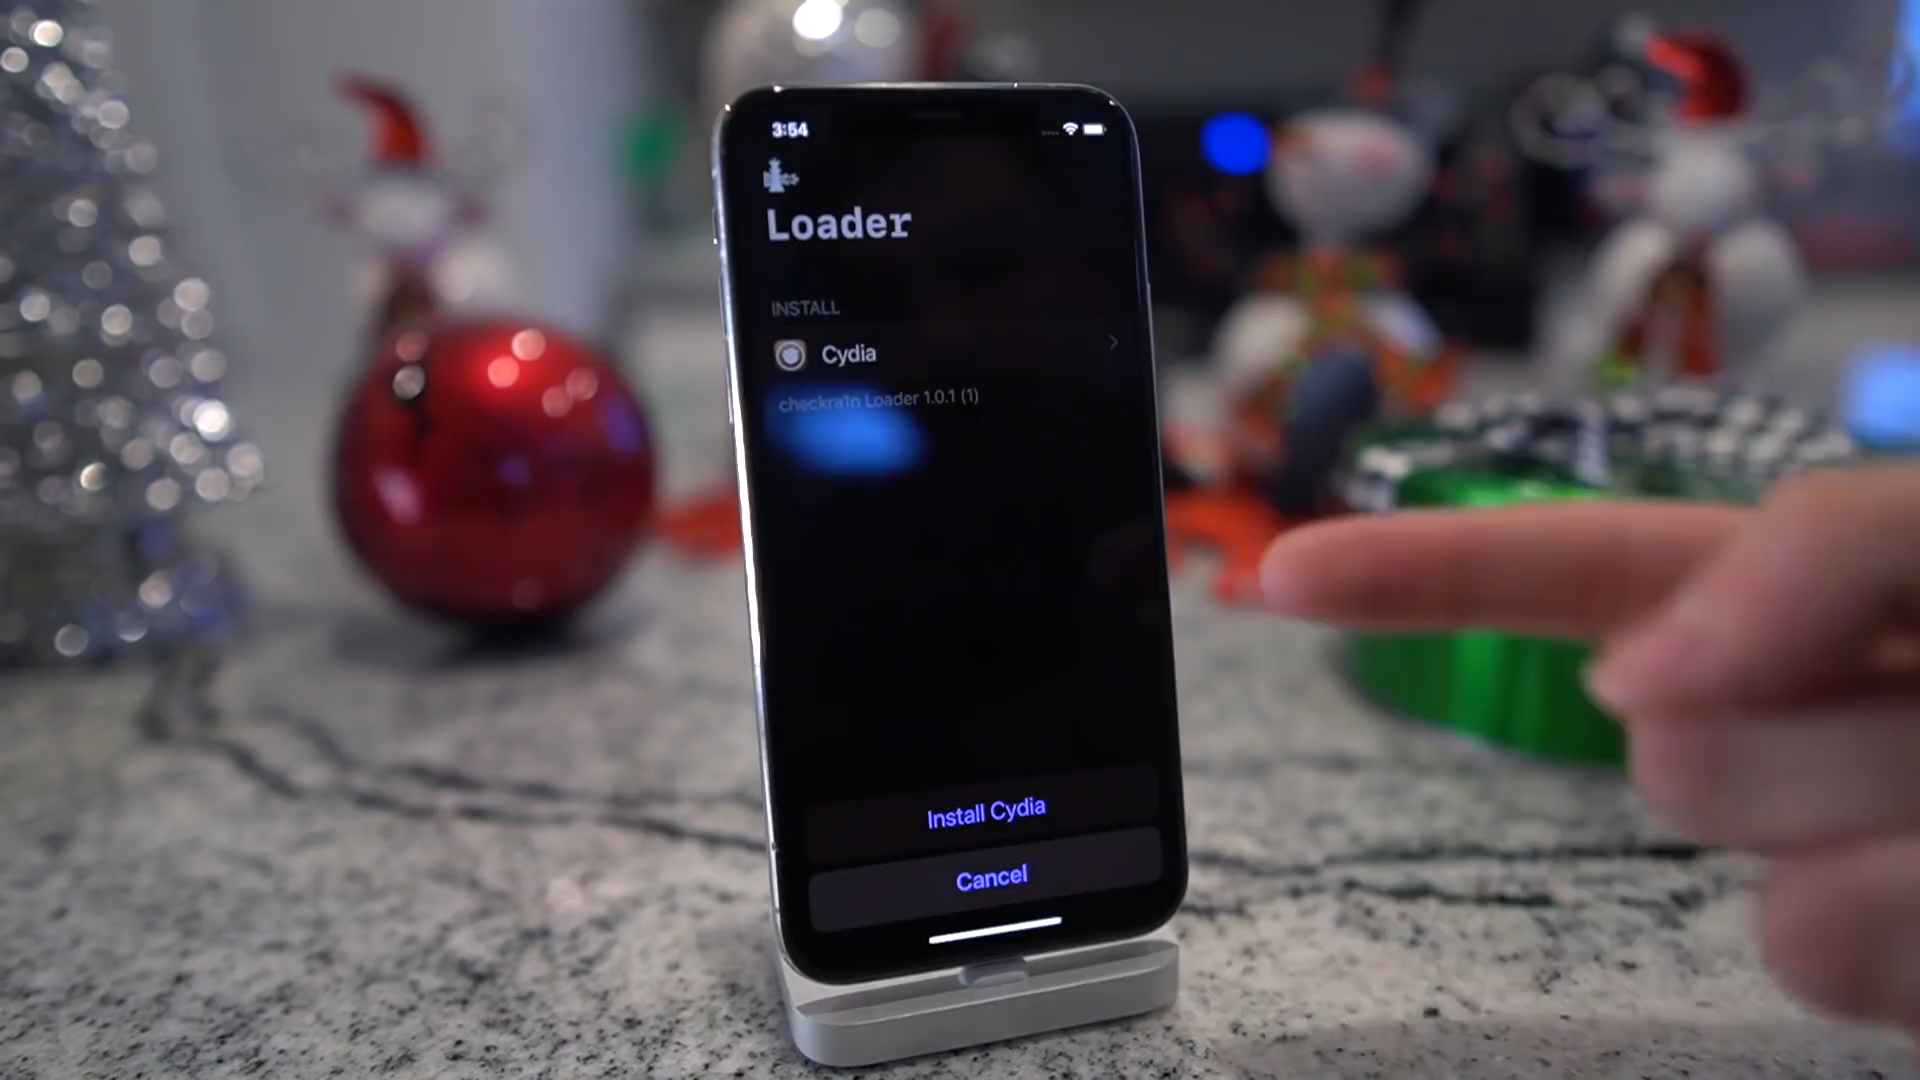 3:54
Loader
INSTALL
Cydia
checkra1n Loader 1.0.1 (1)
Install Cydia
Cancel